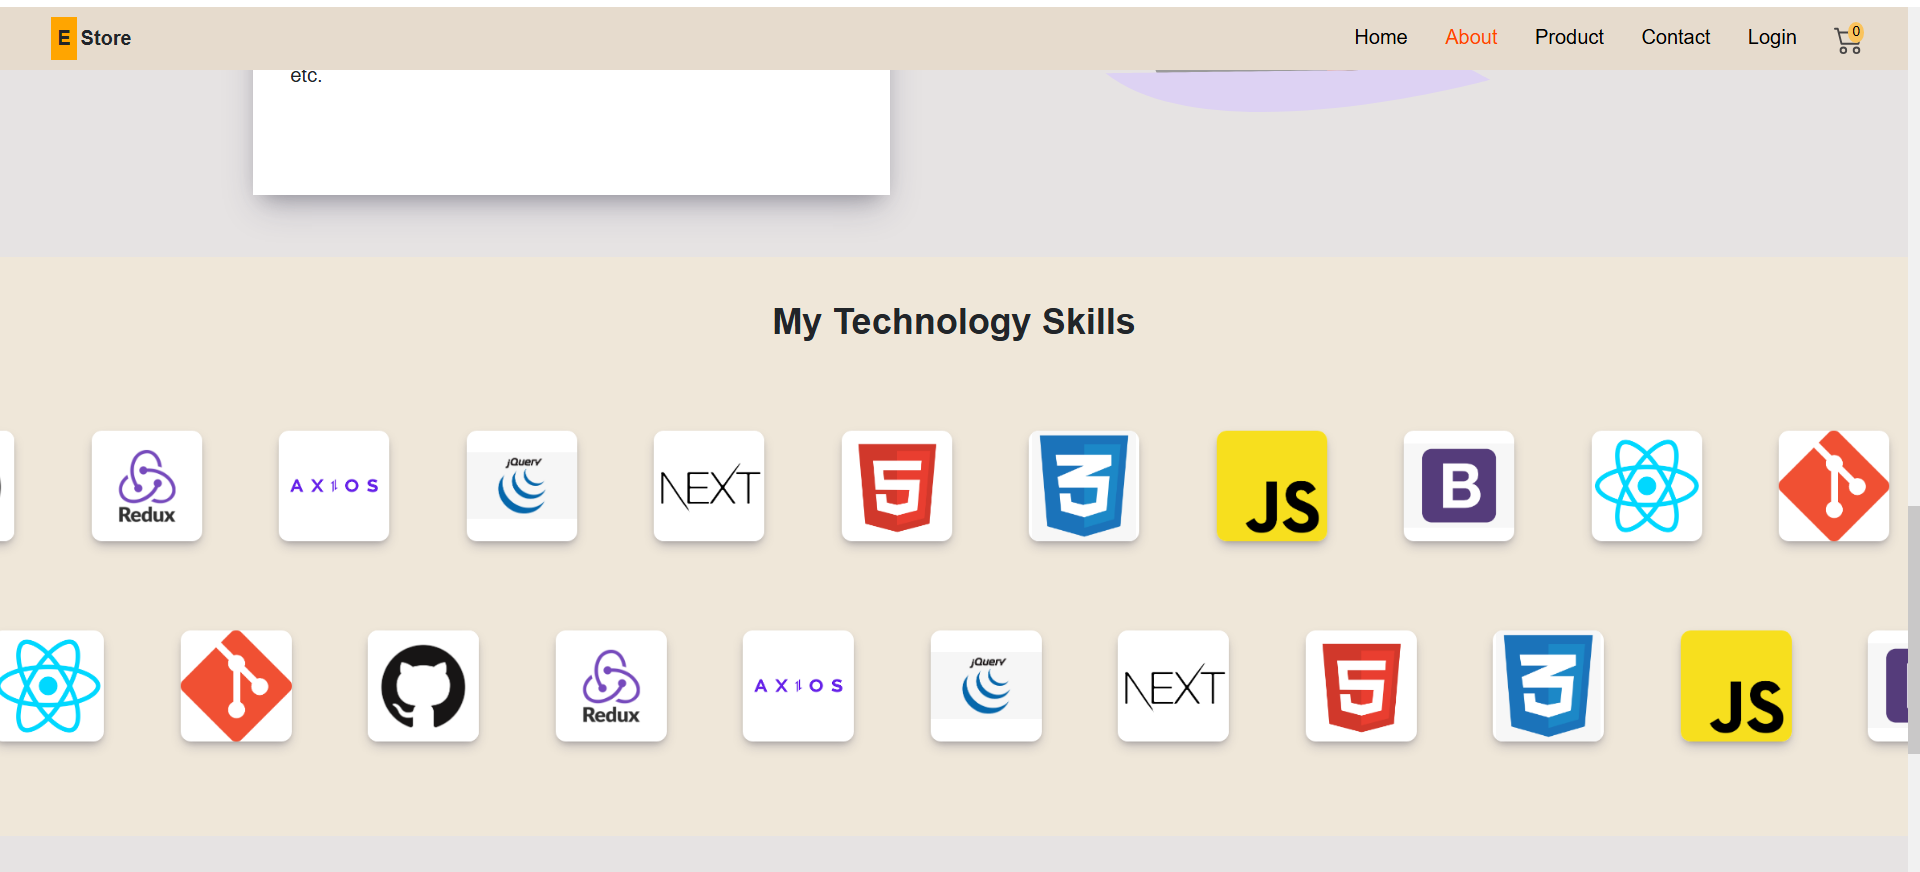 E Store
Home About Product Contact Login 0
etc.
My Technology Skills
Redux AXIOS jQuery NEXT 5 3 JS B
Redux AXIOS jQuery NEXT 5 3 JS